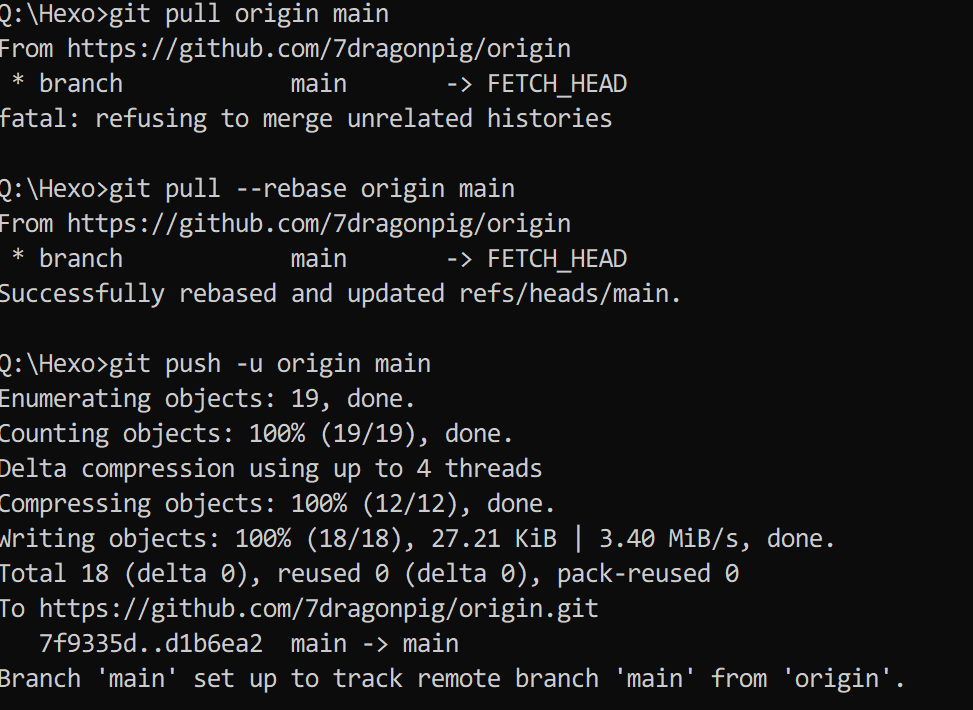 Q:\Hexo>git pull origin main
From https://github.com/7dragonpig/origin
 * branch            main       -> FETCH_HEAD
fatal: refusing to merge unrelated histories
Q:\Hexo>git pull --rebase origin main
From https://github.com/7dragonpig/origin
 * branch            main       -> FETCH_HEAD
Successfully rebased and updated refs/heads/main.
Q:\Hexo>git push -u origin main
Enumerating objects: 19, done.
Counting objects: 100% (19/19), done.
Delta compression using up to 4 threads
Compressing objects: 100% (12/12), done.
Writing objects: 100% (18/18), 27.21 KiB | 3.40 MiB/s, done.
Total 18 (delta 0), reused 0 (delta 0), pack-reused 0
To https://github.com/7dragonpig/origin.git
   7f9335d..d1b6ea2  main -> main
Branch 'main' set up to track remote branch 'main' from 'origin'.